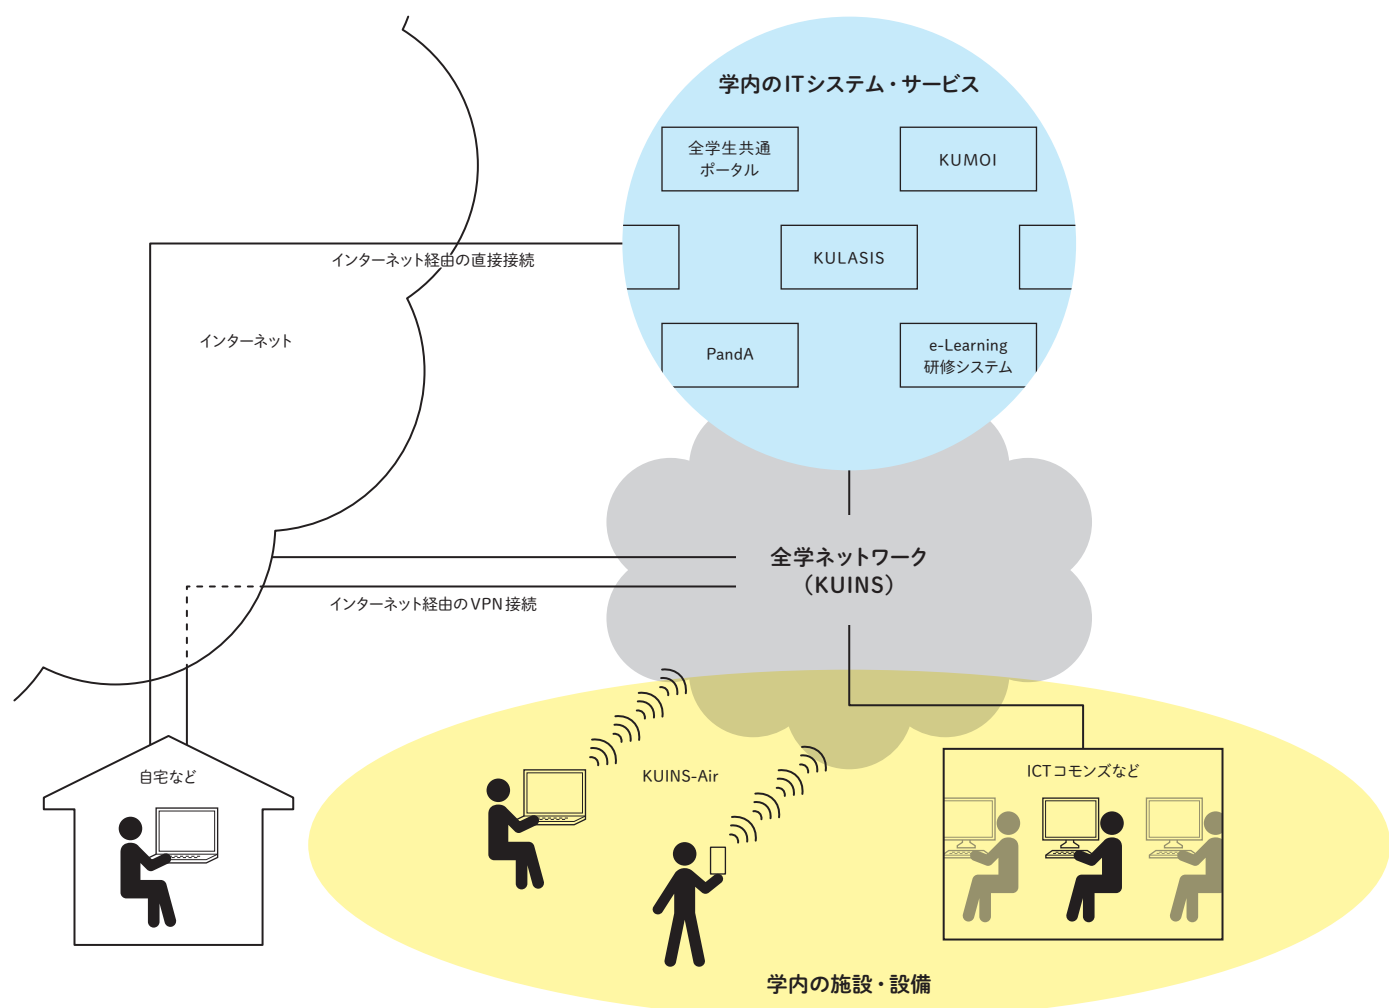 学内のITシステム・サービス
全学生共通
ポータル
KUMOI
KULASIS
インターネット経由の直接接続
インターネット
PandA
e-Learning
研修システム
全学ネットワーク
（KUINS）
インターネット経由のVPN接続
自宅など
KUINS-Air
ICTコモンズなど
学内の施設・設備